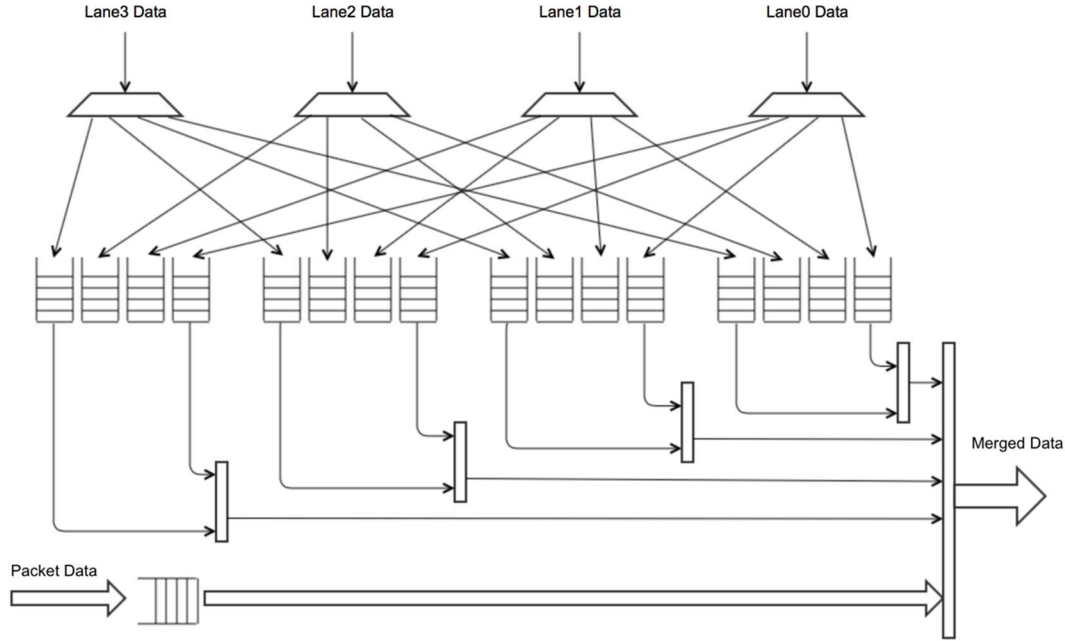 Lane3 Data
Lane2 Data
Lane1 Data
Lane0 Data
Merged Data
Packet Data